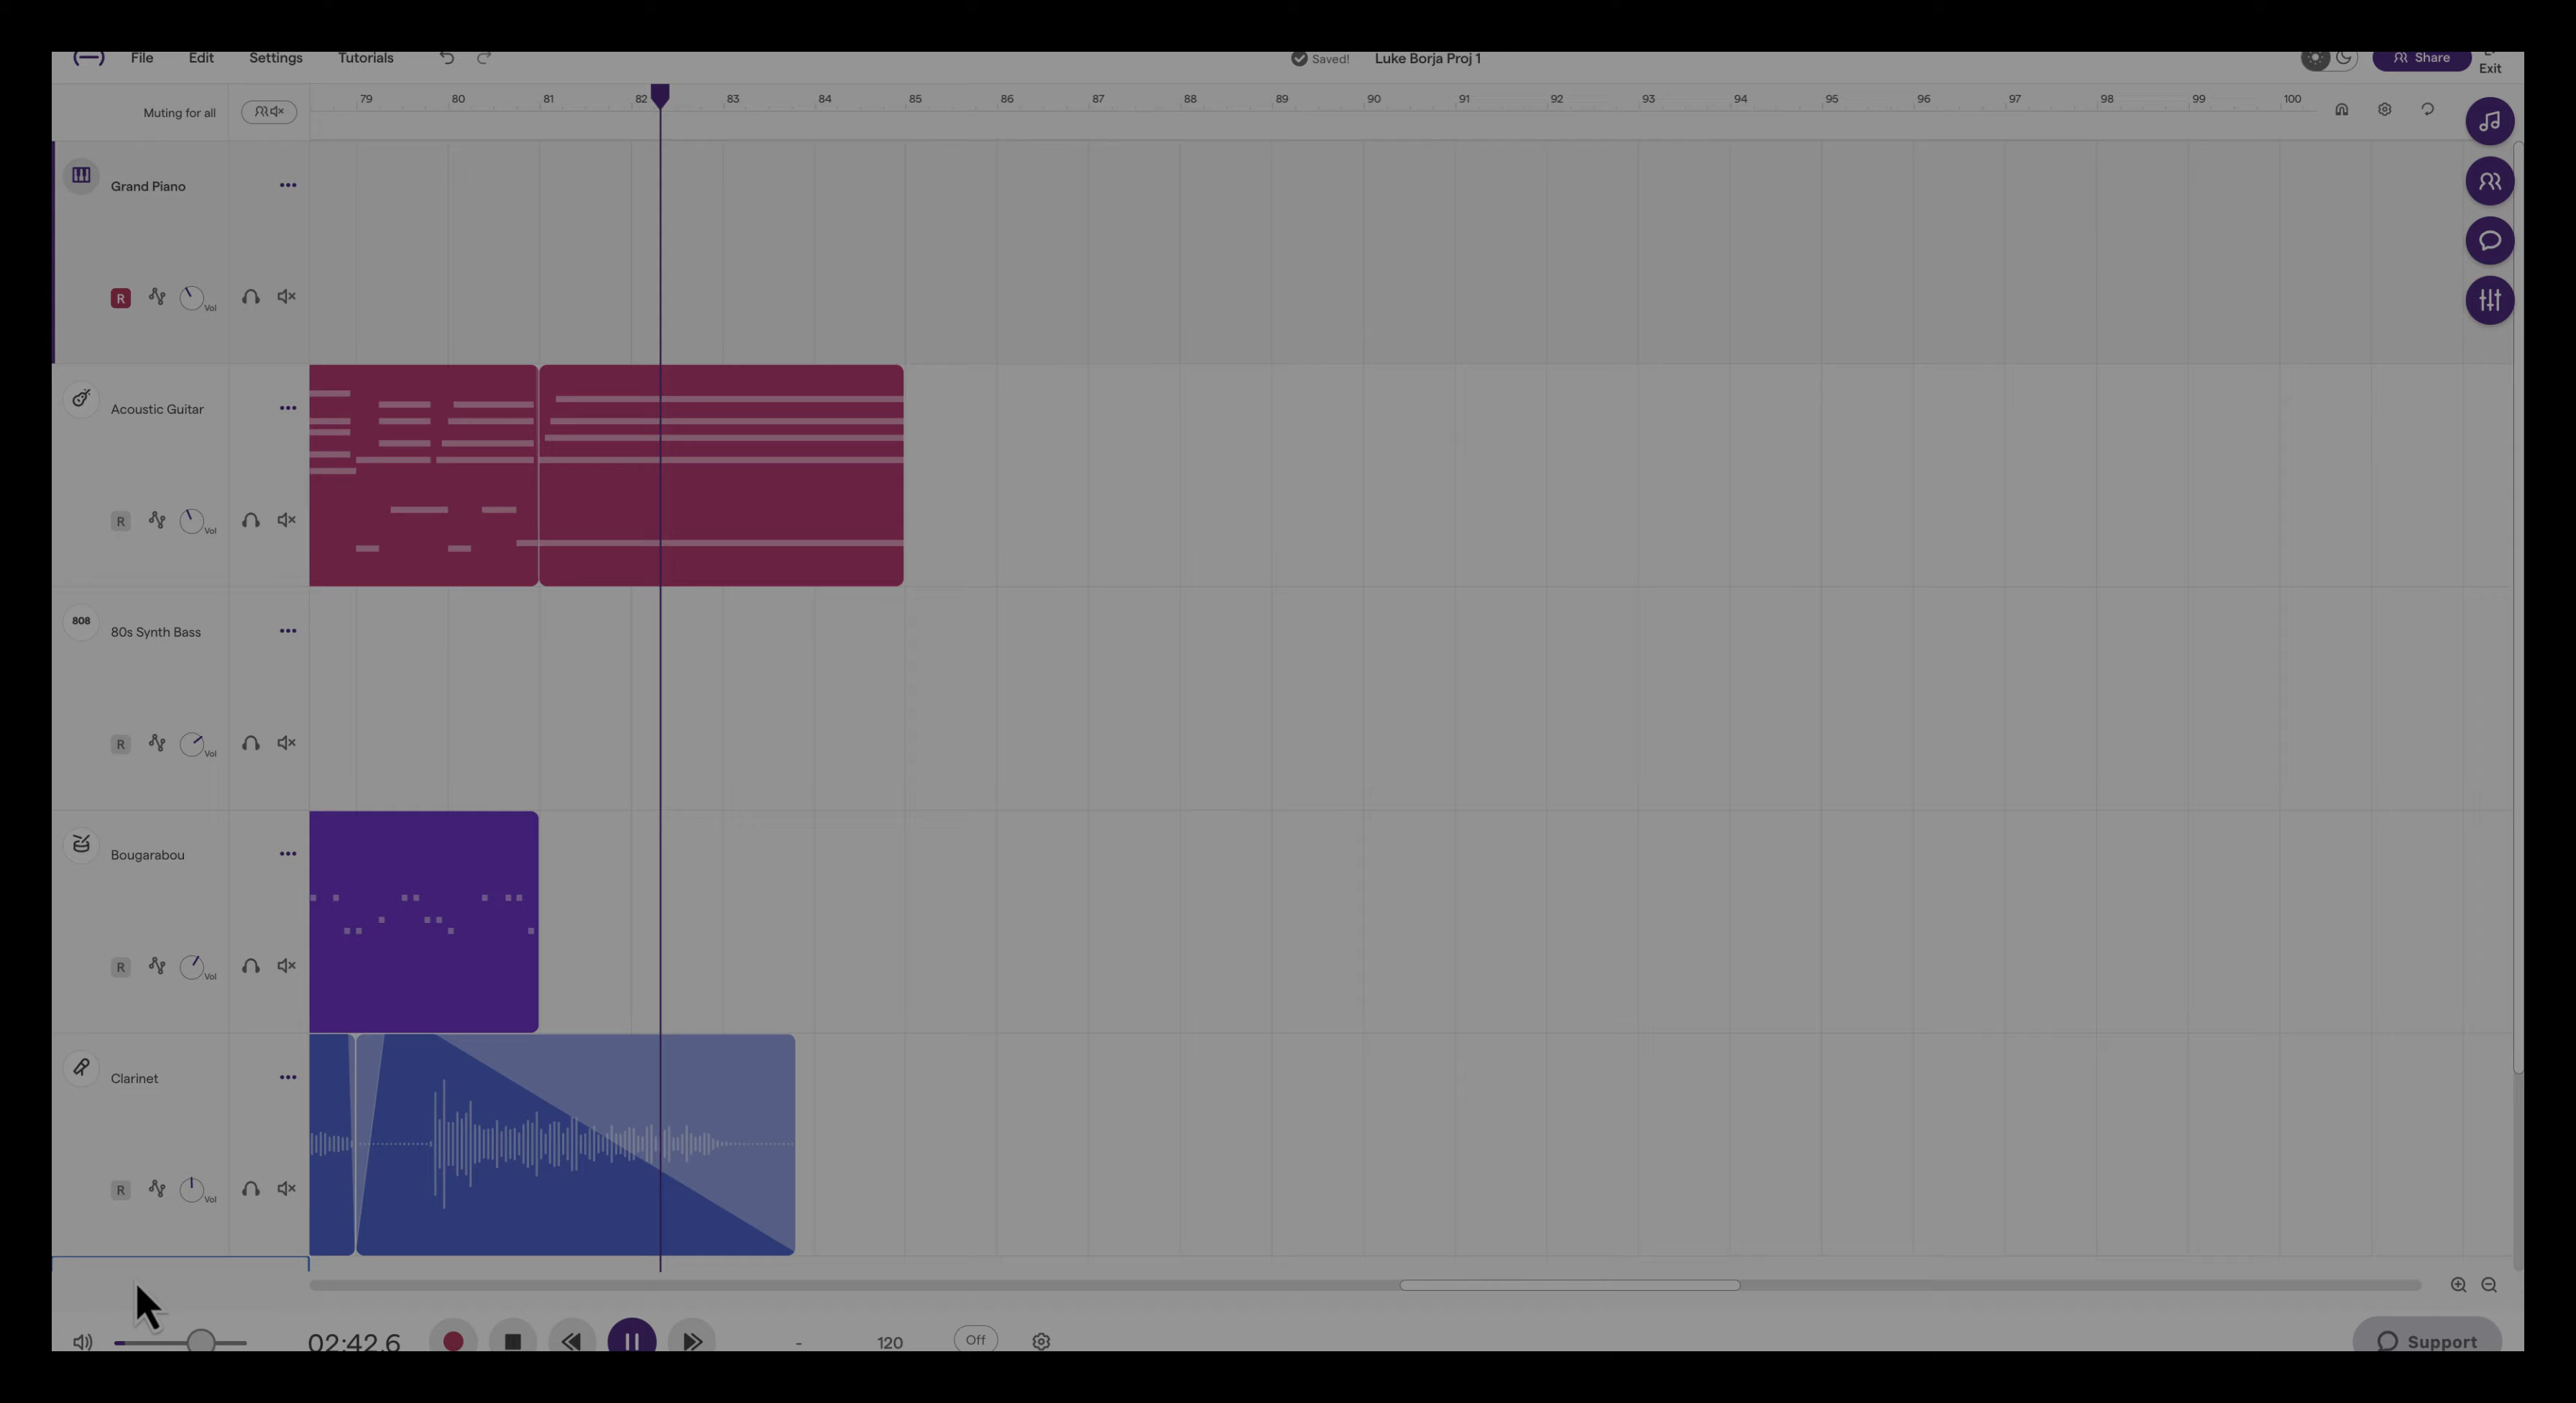 File Edit Settings Tutorials Saved! Luke Borja Proj 1 Share
Exit
Muting for all 79 80 81 82 83 84 85 86 87 88 89 90 91 92 93 94 95 96 97 98 99 100
Grand Piano
R Vol
Acoustic Guitar
R Vol
808 80s Synth Bass
R Vol
Bougarabou
R Vol
Clarinet
R Vol
02:42.6 - 120 Off Support